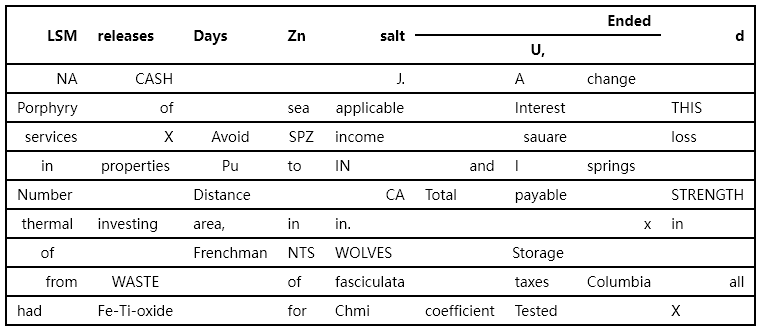 Ended
LSM releases Days Zn salt d
U,
NA CASH J. A change
Porphyry of sea applicable Interest THIS
services X Avoid SPZ income sauare loss
in properties Pu to IN and I springs
Number Distance CA Total payable STRENGTH
thermal investing area, in in. x in
of Frenchman NTS WOLVES Storage
from WASTE of fasciculata taxes Columbia all
had Fe-Ti-oxide for Chmi coefficient Tested X